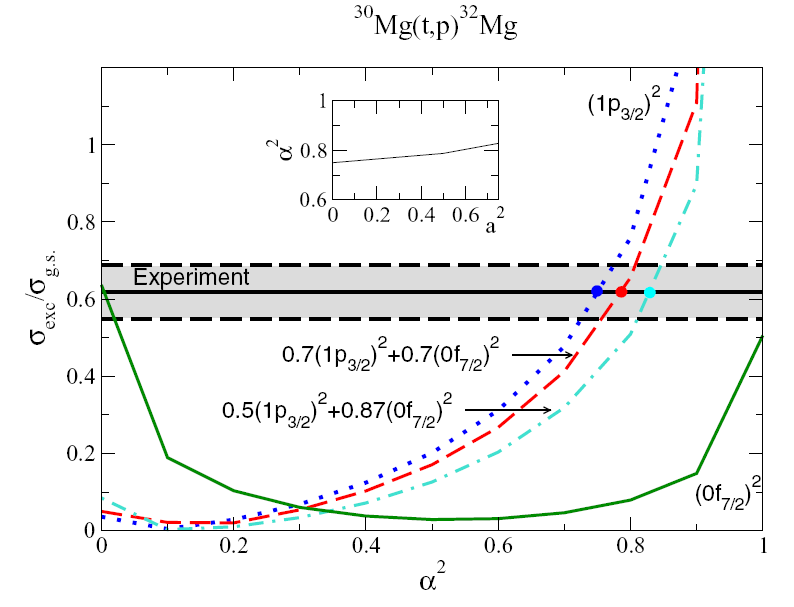 ³⁰Mg(t,p)³²Mg
(1p₃/₂)²
1
α²
0.8
0.6
0 0.2 0.4 0.6 a²
1
0.8
Experiment
0.6
σexc/σg.s.
0.7(1p₃/₂)²+0.7(0f₇/₂)²
0.4
0.5(1p₃/₂)²+0.87(0f₇/₂)²
0.2
(0f₇/₂)²
0
0 0.2 0.4 0.6 0.8 1
α²